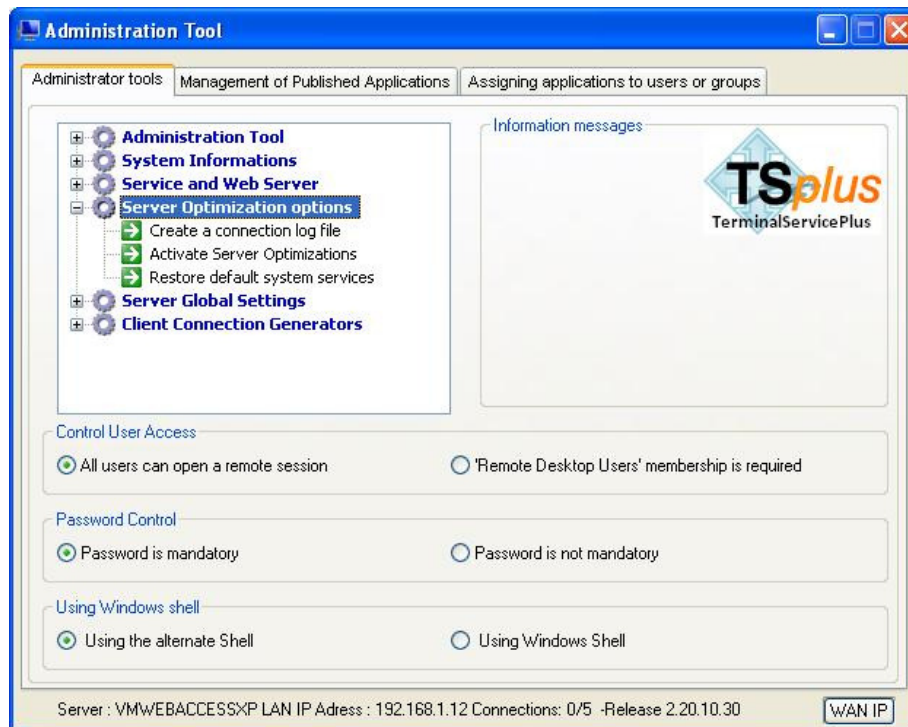 Administration Tool
Administrator tools
Management of Published Applications
Assigning applications to users or groups
Administration Tool
System Informations
Service and Web Server
Server Optimization options
Create a connection log file
Activate Server Optimizations
Restore default system services
Server Global Settings
Client Connection Generators
Information messages
TSplus
TerminalServicePlus
Control User Access
All users can open a remote session
'Remote Desktop Users' membership is required
Password Control
Password is mandatory
Password is not mandatory
Using Windows shell
Using the alternate Shell
Using Windows Shell
Server : VMWEBACCESSXP LAN IP Adress : 192.168.1.12 Connections: 0/5 -Release 2.20.10.30
WAN IP